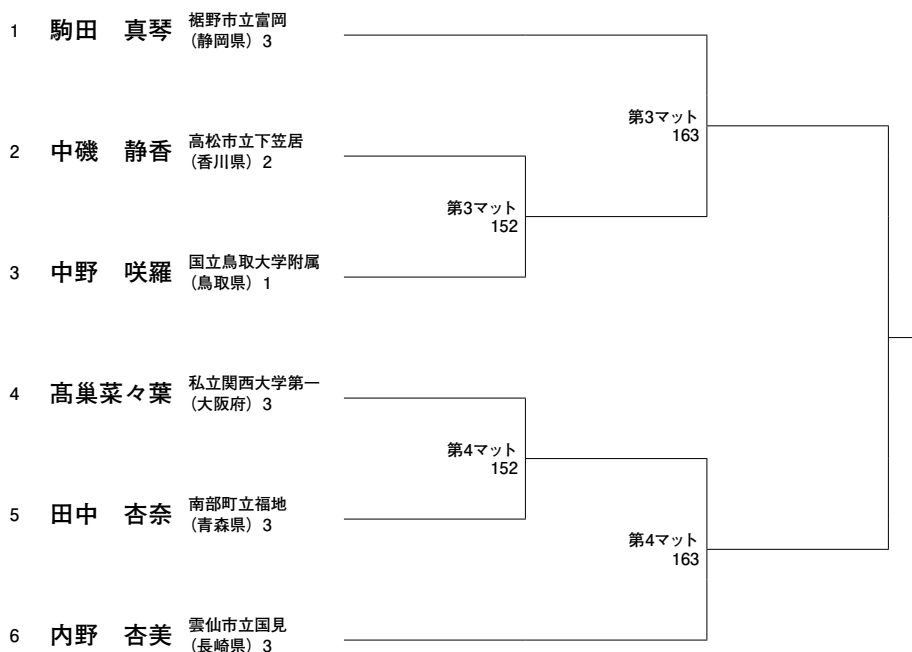 1 駒田　真琴 裾野市立富岡
(静岡県) 3
第3マット
163
2 中磯　静香 高松市立下笠居
(香川県) 2
第3マット
152
3 中野　咲羅 国立鳥取大学附属
(鳥取県) 1
4 髙巢菜々葉 私立関西大学第一
(大阪府) 3
第4マット
152
5 田中　杏奈 南部町立福地
(青森県) 3
第4マット
163
6 内野　杏美 雲仙市立国見
(長崎県) 3